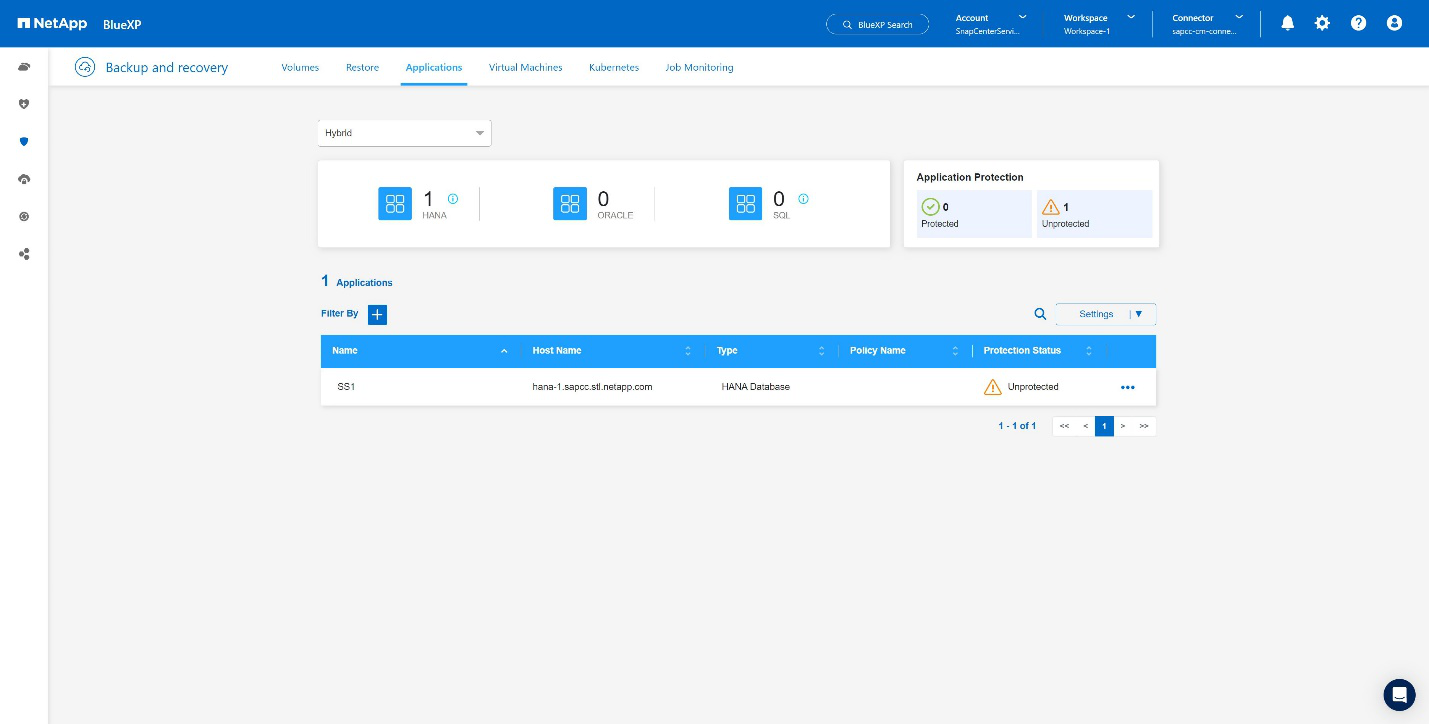 NetApp BlueXP
BlueXP Search
Account
SnapCenterServi...
Workspace
Workspace-1
Connector
sapcc-cm-conne...
Backup and recovery
Volumes
Restore
Applications
Virtual Machines
Kubernetes
Job Monitoring
Hybrid
1
HANA
0
ORACLE
0
SQL
Application Protection
0
Protected
1
Unprotected
1 Applications
Filter By +
Settings | ▼
Name Host Name Type Policy Name Protection Status
SS1 hana-1.sapcc.stl.netapp.com HANA Database Unprotected •••
1 - 1 of 1 << < 1 > >>